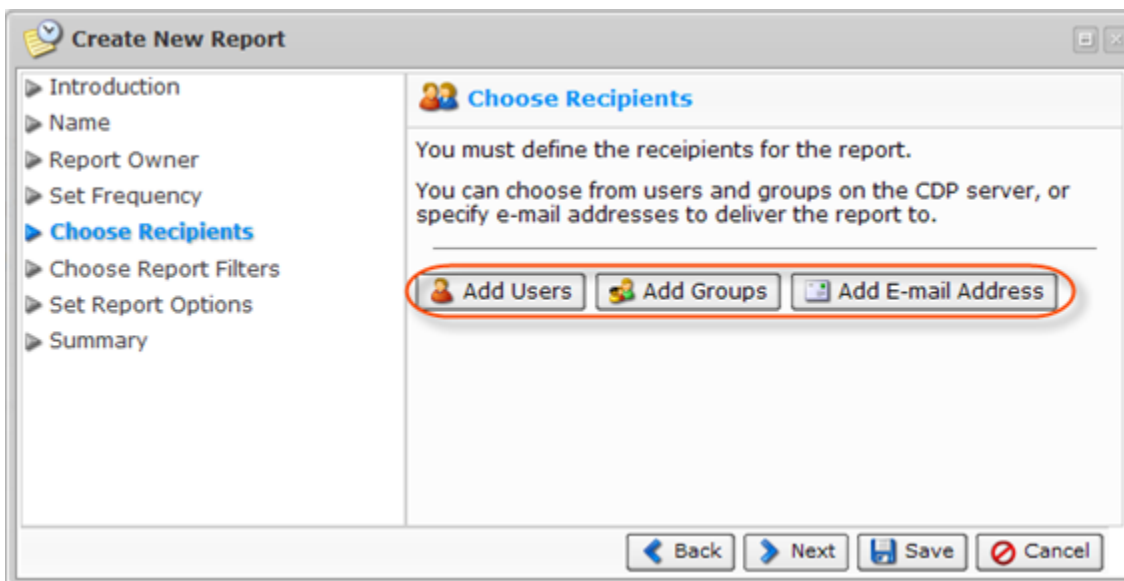 Create New Report
Introduction
Name
Report Owner
Set Frequency
Choose Recipients
Choose Report Filters
Set Report Options
Summary
Choose Recipients
You must define the receipients for the report.
You can choose from users and groups on the CDP server, or
specify e-mail addresses to deliver the report to.
Add Users Add Groups Add E-mail Address
Back Next Save Cancel